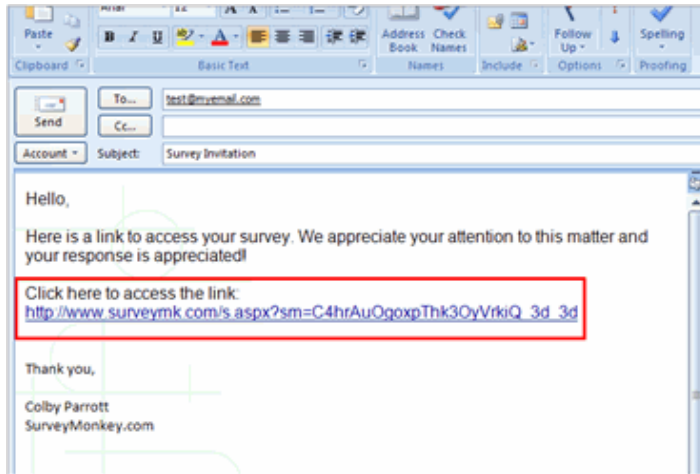 Paste
B I U
Address Check Follow Spelling
Book Names Up
Clipboard Basic Text Names Include Options Proofing
To... test@myemail.com
Send
Cc...
Account Subject: Survey Invitation
Hello,
Here is a link to access your survey. We appreciate your attention to this matter and
your response is appreciated!
Click here to access the link:
http://www.surveymk.com/s.aspx?sm=C4hrAuOgoxpThk3OyVrkiQ_3d_3d
Thank you,
Colby Parrott
SurveyMonkey.com